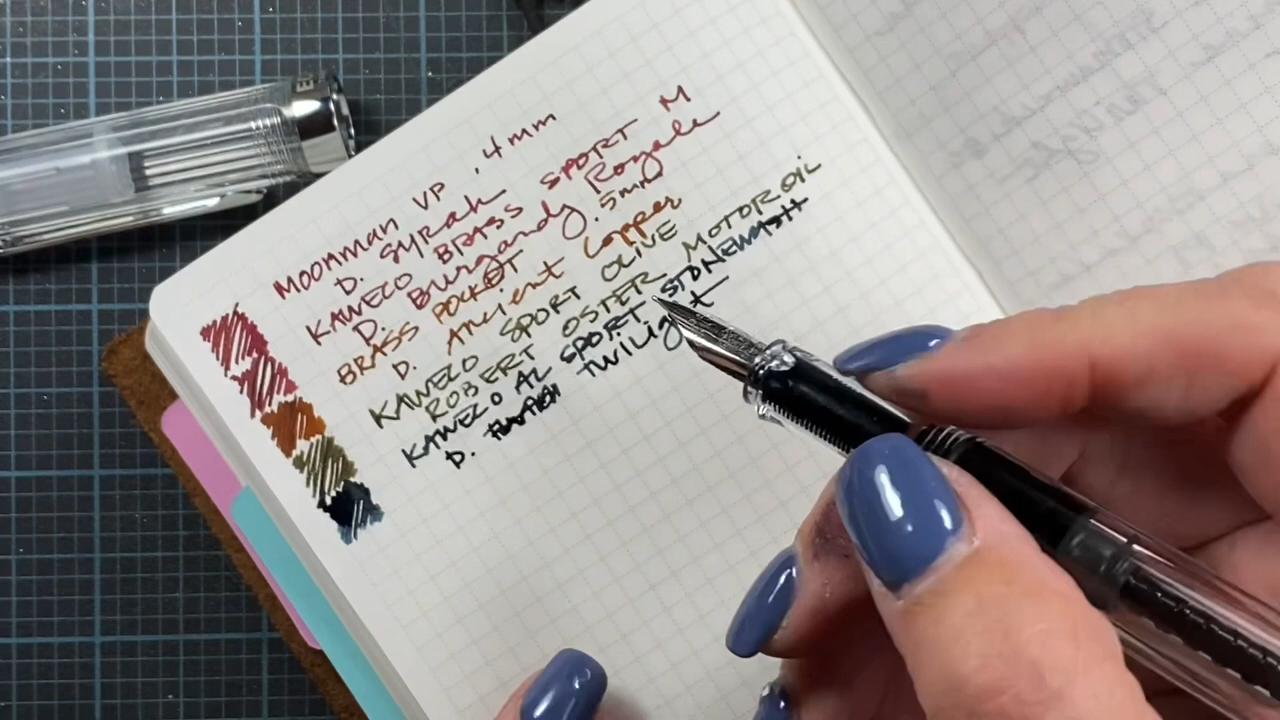 MOONMAN VP .4mm
D. SYRAH
KAWECO BRASS SPORT M
D. Burgandy Royale
BRASS POCKET .5mm
D. ANCIENT Copper
KAWECO SPORT OLIVE
ROBERT OSTER MOTOR OIL
KAWECO AL SPORT STONEWASH
D. TWILIGHT